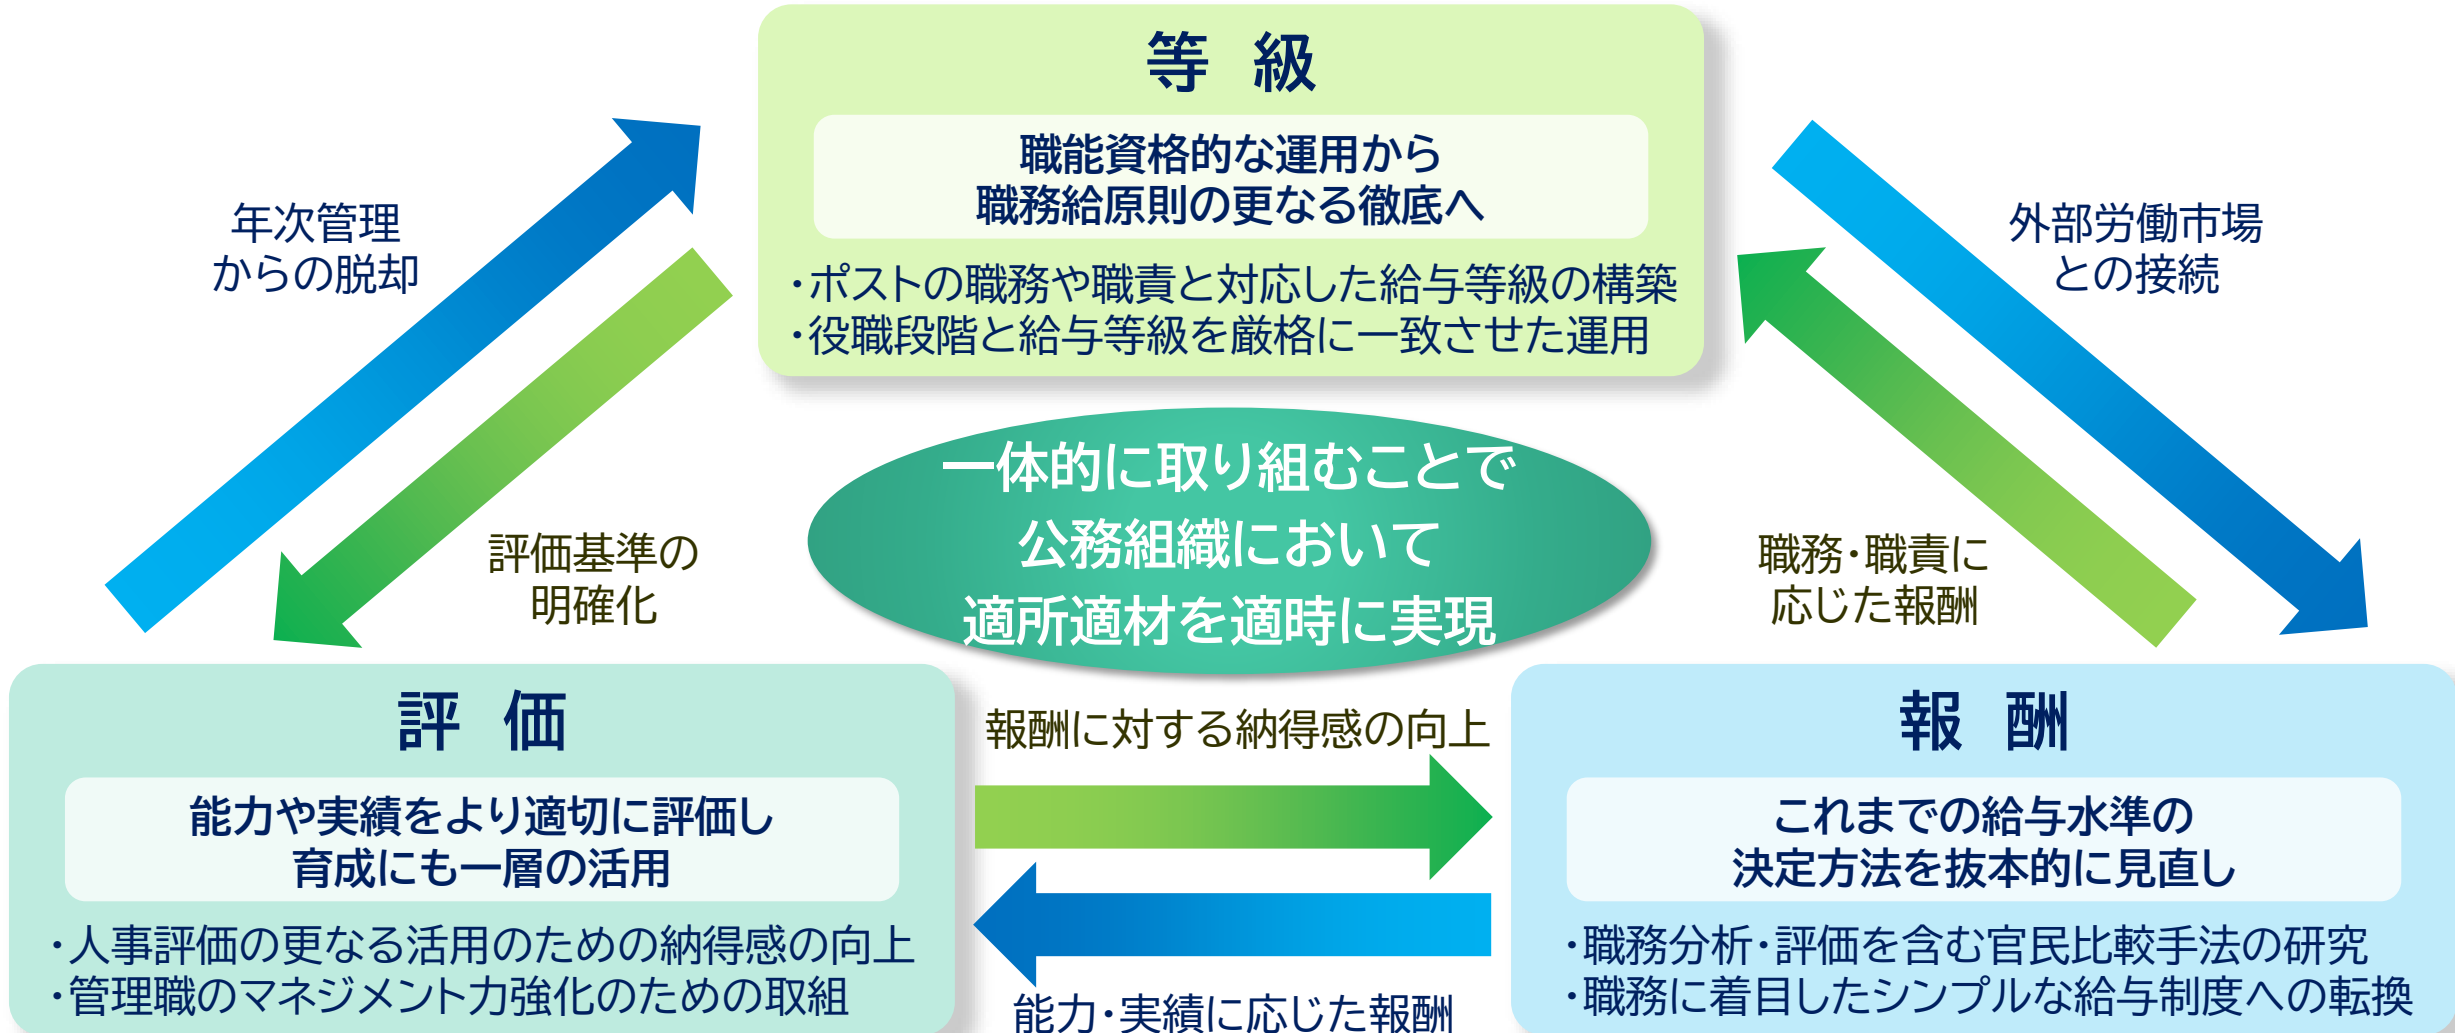 等 級
職能資格的な運用から
職務給原則の更なる徹底へ
・ポストの職務や職責と対応した給与等級の構築
・役職段階と給与等級を厳格に一致させた運用
年次管理
からの脱却
評価基準の
明確化
外部労働市場
との接続
職務・職責に
応じた報酬
一体的に取り組むことで
公務組織において
適所適材を適時に実現
評 価
能力や実績をより適切に評価し
育成にも一層の活用
・人事評価の更なる活用のための納得感の向上
・管理職のマネジメント力強化のための取組
報酬に対する納得感の向上
能力・実績に応じた報酬
報 酬
これまでの給与水準の
決定方法を抜本的に見直し
・職務分析・評価を含む官民比較手法の研究
・職務に着目したシンプルな給与制度への転換